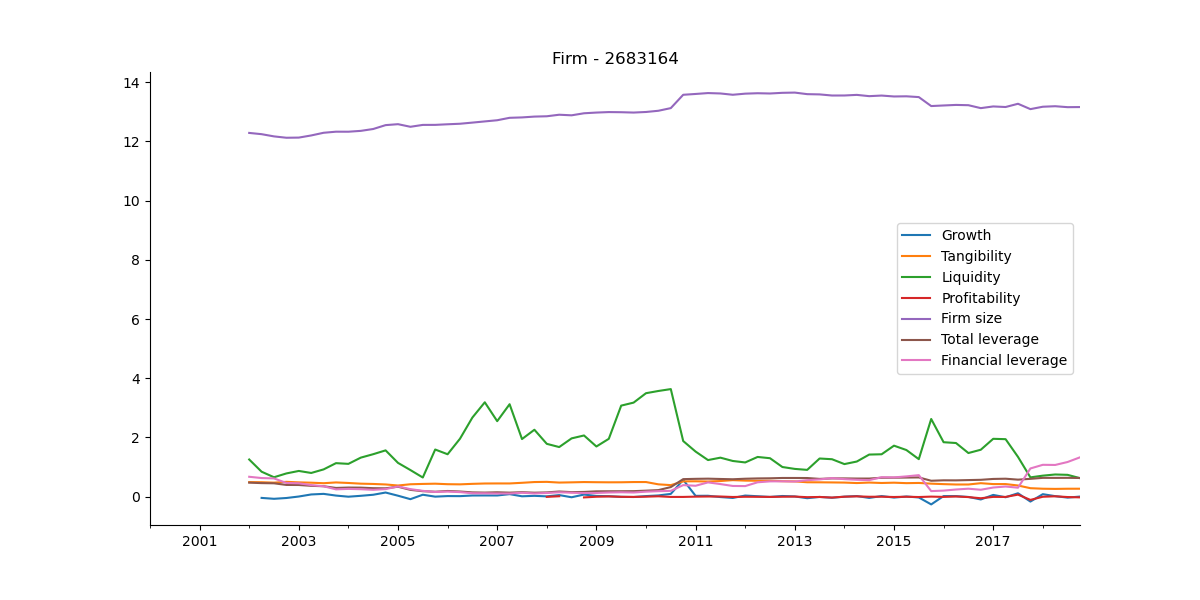 Firm - 2683164
14
12
10
8
6
4
2
0
Growth
Tangibility
Liquidity
Profitability
Firm size
Total leverage
Financial leverage
2001 2003 2005 2007 2009 2011 2013 2015 2017